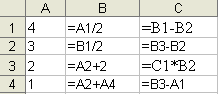 A B C
1 4 =A1/2 =B1-B2
2 3 =B1/2 =B3-B2
3 2 =A2+2 =C1*B3
4 1 =A2+A4 =B3-A1